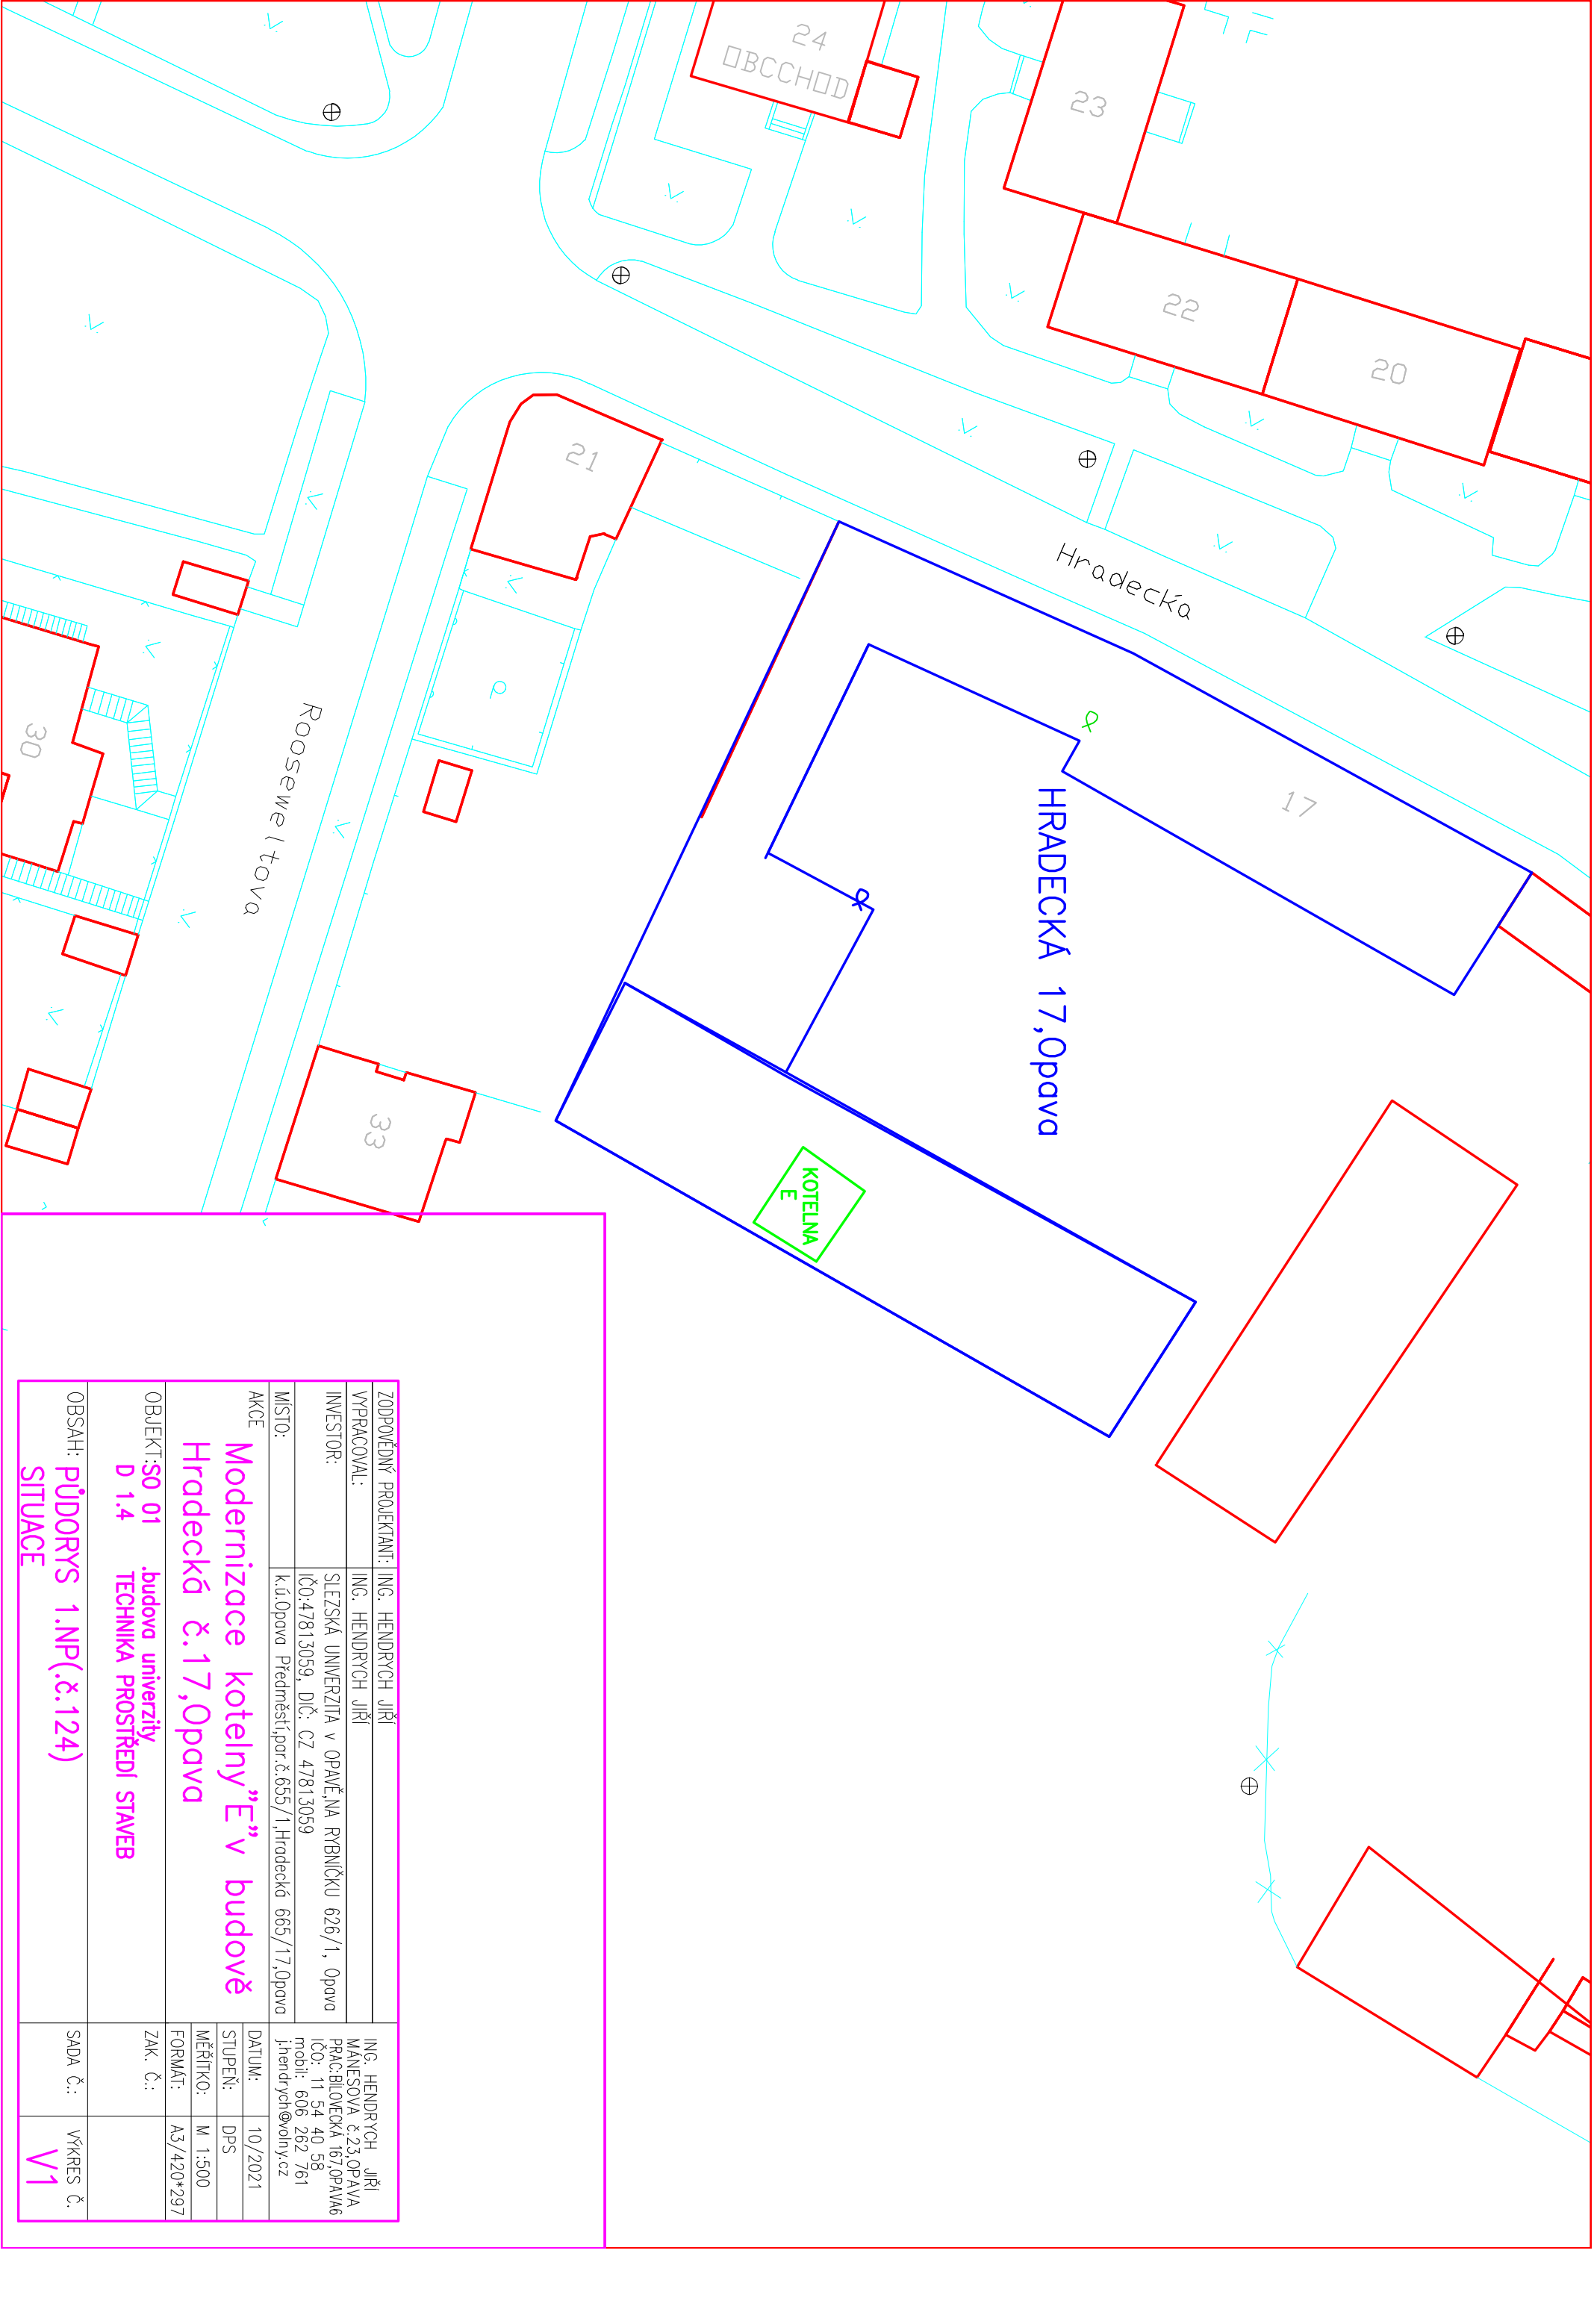 24
OBCCHOD
23
22
20
21
Hradecká
17
30
Rooseweltova
HRADECKÁ 17,Opava
33
KOTELNA
E
ZODPOVĚDNÝ PROJEKTANT: ING. HENDRYCH JIŘÍ
VYPRACOVAL: ING. HENDRYCH JIŘÍ
INVESTOR: SLEZSKÁ UNIVERZITA v OPAVĚ,NA RYBNÍČKU 626/1, Opava
IČO:47813059, DIČ: CZ 47813059
MÍSTO: k.ú.Opava Předměstí,par.č.655/1,Hradecká 665/17,Opava
AKCE Modernizace kotelny"E"v budově
Hradecká č.17,Opava
OBJEKT:SO 01 .budova univerzity
D 1.4 TECHNIKA PROSTŘEDÍ STAVEB
OBSAH: PŮDORYS 1.NP(.č.124)
SITUACE
ING. HENDRYCH JIŘÍ
MÁNESOVA č.23,OPAVA
PRAC:BÍLOVECKÁ 167,OPAVA6
IČO: 11 54 40 58
mobil: 606 262 761
j.hendrych@volny.cz
DATUM: 10/2021
STUPEŇ: DPS
MĚŘÍTKO: M 1:500
FORMÁT: A3/420*297
ZAK. Č.:
SADA Č.: VÝKRES Č.
V1